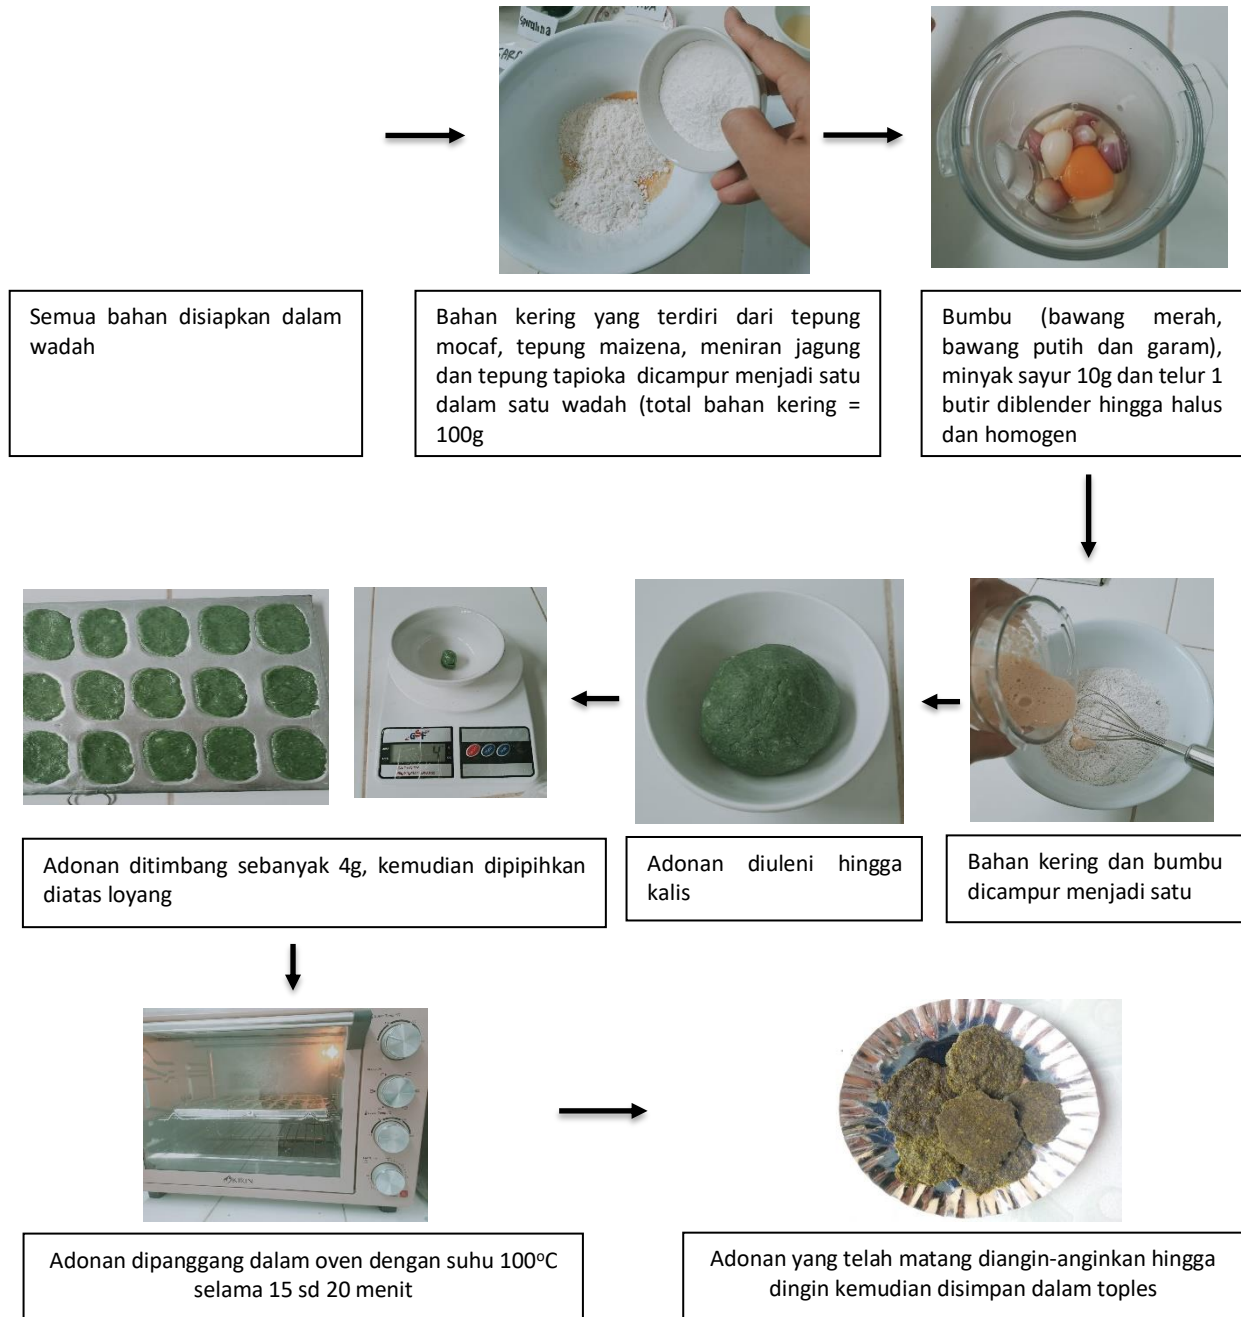 Spirulina
Semua bahan disiapkan dalam
wadah
Bahan kering yang terdiri dari tepung
mocaf, tepung maizena, meniran jagung
dan tepung tapioka dicampur menjadi satu
dalam satu wadah (total bahan kering =
100g
Bumbu (bawang merah,
bawang putih dan garam),
minyak sayur 10g dan telur 1
butir diblender hingga halus
dan homogen
Adonan ditimbang sebanyak 4g, kemudian dipipihkan
diatas loyang
Adonan diuleni hingga
kalis
Bahan kering dan bumbu
dicampur menjadi satu
KIRIN
Adonan dipanggang dalam oven dengan suhu 100°C
selama 15 sd 20 menit
Adonan yang telah matang diangin-anginkan hingga
dingin kemudian disimpan dalam toples